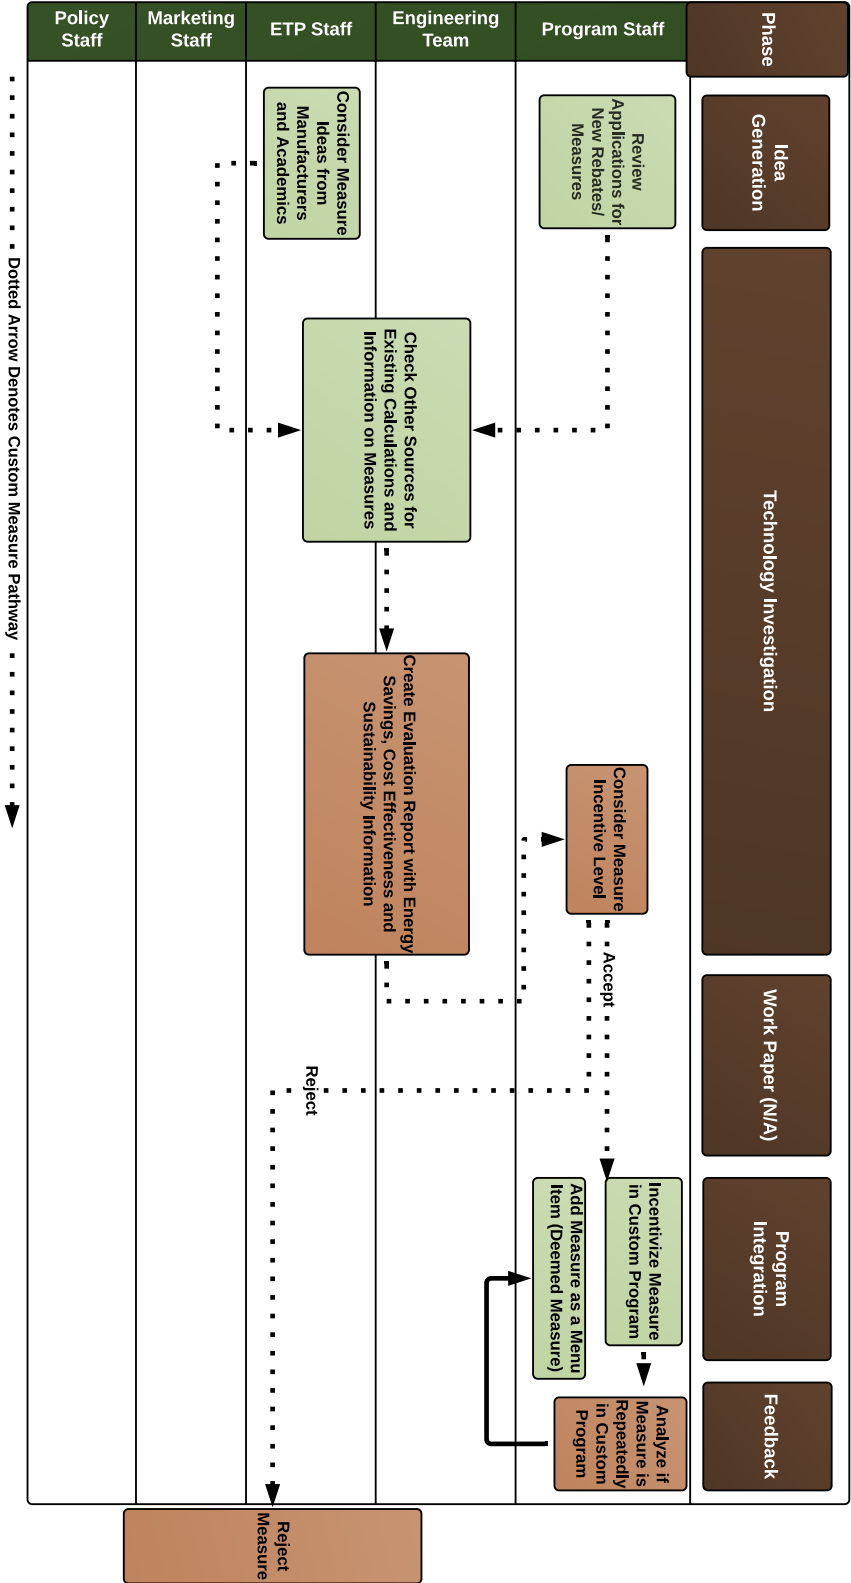 Policy
Staff
Marketing
Staff
ETP Staff
Engineering
Team
Program Staff
Phase
Idea
Generation
Technology Investigation
Work Paper (N/A)
Program
Integration
Feedback
Review
Applications for
New Rebates/
Measures
Consider Measure
Ideas from
Manufacturers
and Academics
Check Other Sources for
Existing Calculations and
Information on Measures
Create Evaluation Report with Energy
Savings, Cost Effectiveness and
Sustainability Information
Consider Measure
Incentive Level
Accept
Reject
Incentivize Measure
in Custom Program
Add Measure as a Menu
Item (Deemed Measure)
Analyze if
Measure is
Repeatedly
in Custom
Program
Reject
Measure
Dotted Arrow Denotes Custom Measure Pathway